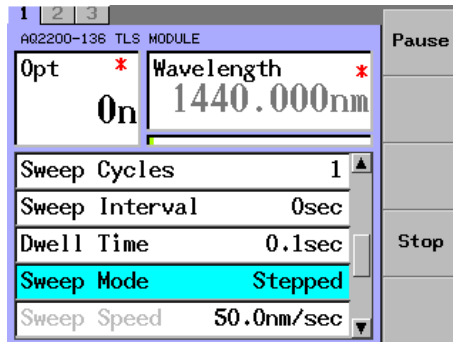 1 2 3
AQ2200-136 TLS MODULE
Opt *
On
Wavelength *
1440.000nm
Sweep Cycles 1
Sweep Interval 0sec
Dwell Time 0.1sec
Sweep Mode Stepped
Sweep Speed 50.0nm/sec
Pause
Stop